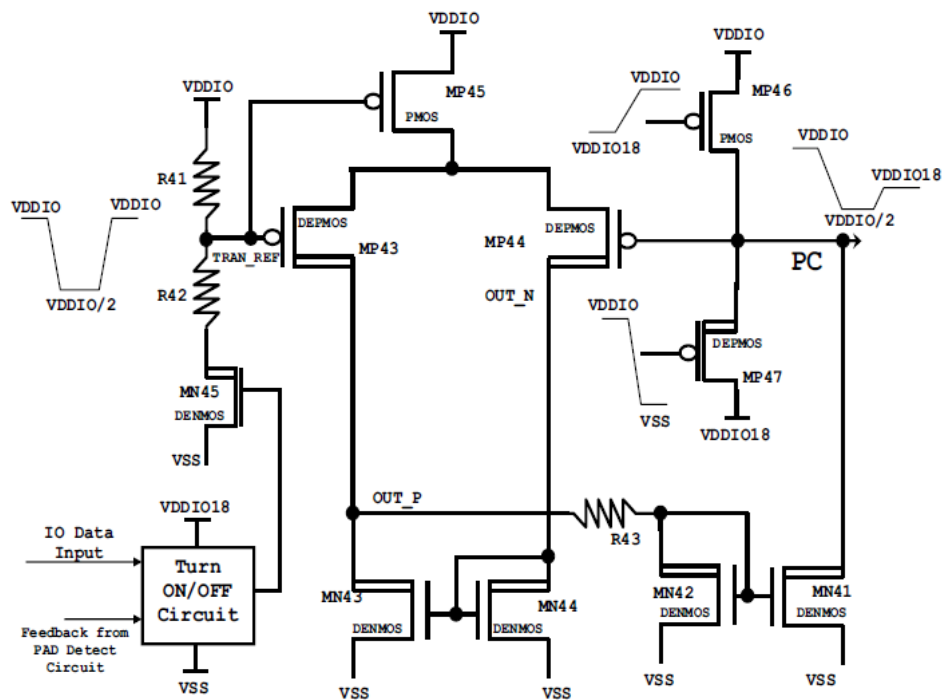 VDDIO
VDDIO
VDDIO
MP45
PMOS
VDDIO
MP46
PMOS
VDDIO18
VDDIO
VDDIO18
VDDIO/2
R41
VDDIO
VDDIO
VDDIO/2
TRAN_REF
DEPMOS
MP43
DEPMOS
MP44
PC
R42
OUT_N
VDDIO
VSS
DEPMOS
MP47
VDDIO18
MN45
DENMOS
VSS
VDDIO18
IO Data
Input
Turn
ON/OFF
Circuit
Feedback from
PAD Detect
Circuit
VSS
OUT_P
R43
MN43
DENMOS
VSS
MN44
DENMOS
VSS
MN42
DENMOS
VSS
MN41
DENMOS
VSS